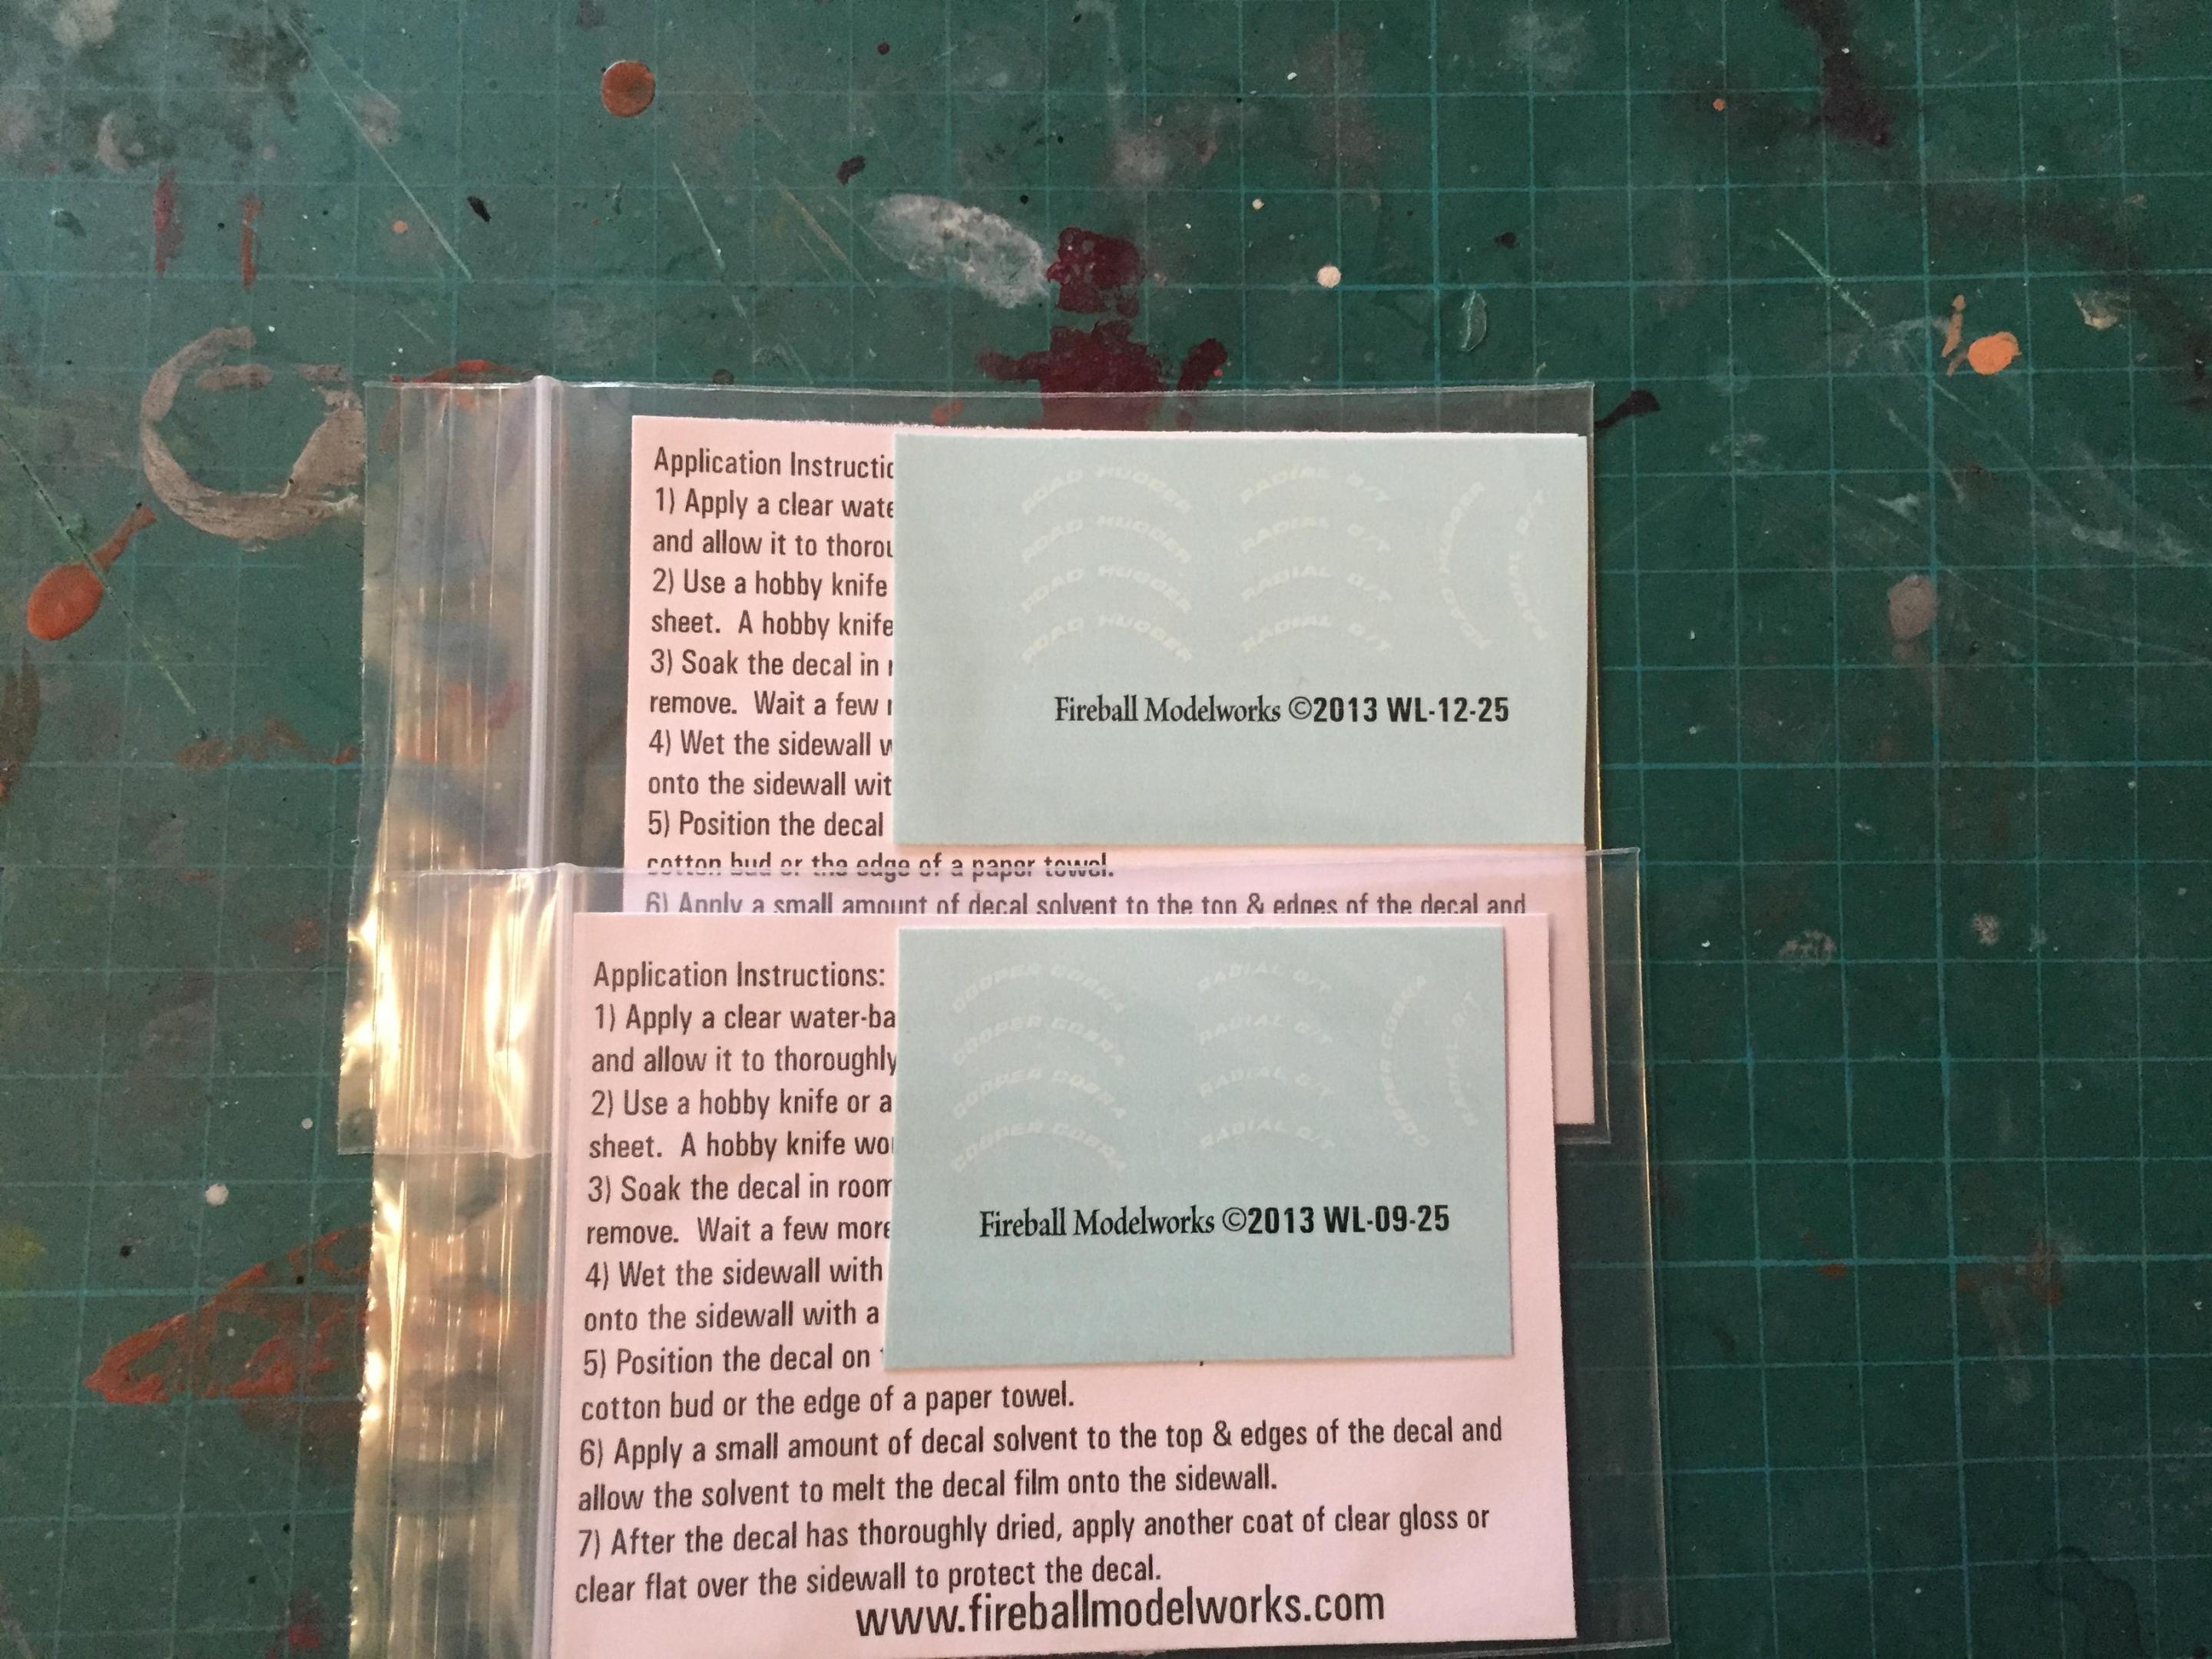 Application
1) Apply a clear
and allow it to
2) Use a hobby knife
sheet. A hobby knife
3) Soak the decal in
remove. Wait a few
4) Wet the sidewall
onto the sidewall
5) Position the decal
cotton bud or the edge of a paper towel.
6) Apply a small amount of decal solvent to the top & edges of the decal and
ROAD HUGGER RADIAL G/T
ROAD HUGGER RADIAL G/T
ROAD HUGGER RADIAL G/T
ROAD HUGGER RADIAL G/T
ROAD HUGGER
RADIAL G/T
Fireball Modelworks ©2013 WL-12-25
Application Instructions:
1) Apply a clear
and allow it to thoroughly
2) Use a hobby knife or a
sheet. A hobby knife
3) Soak the decal in
remove. Wait a few more
4) Wet the sidewall with
onto the sidewall with a
5) Position the decal on
cotton bud or the edge of a paper towel.
6) Apply a small amount of decal solvent to the top & edges of the decal and
allow the solvent to melt the decal film onto the sidewall.
7) After the decal has thoroughly dried, apply another coat of clear gloss or
clear flat over the sidewall to protect the decal.
www.fireballmodelworks.com
COOPER COBRA RADIAL G/T
COOPER COBRA RADIAL G/T
COOPER COBRA RADIAL G/T
COOPER COBRA RADIAL G/T
COOPER COBRA
RADIAL G/T
Fireball Modelworks ©2013 WL-09-25